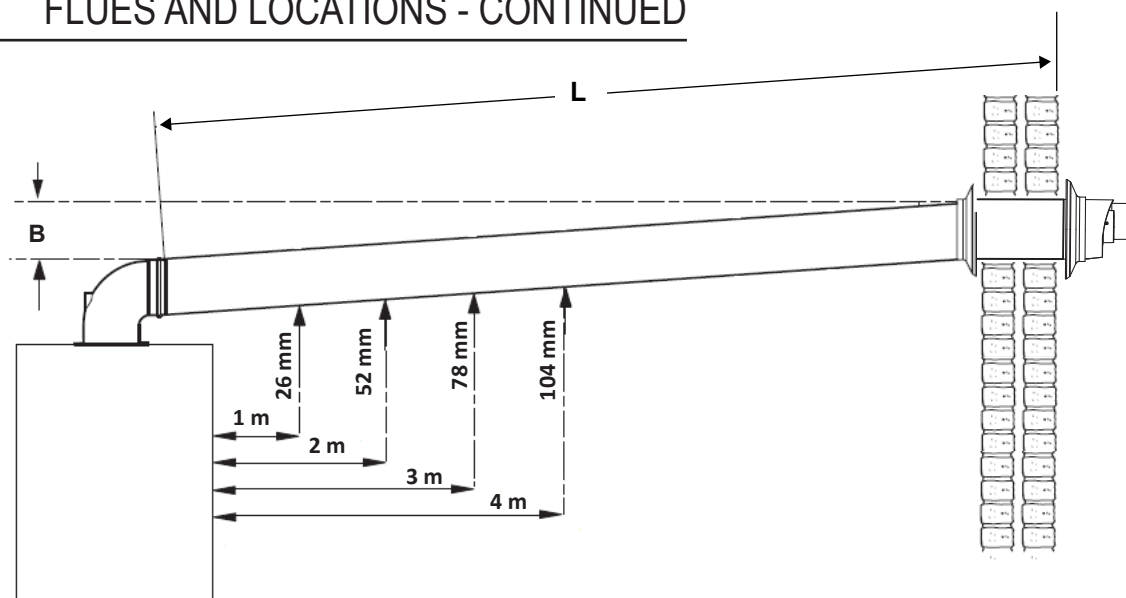 FLUES AND LOCATIONS - CONTINUED
L
B
26 mm
52 mm
78 mm
104 mm
1 m
2 m
3 m
4 m